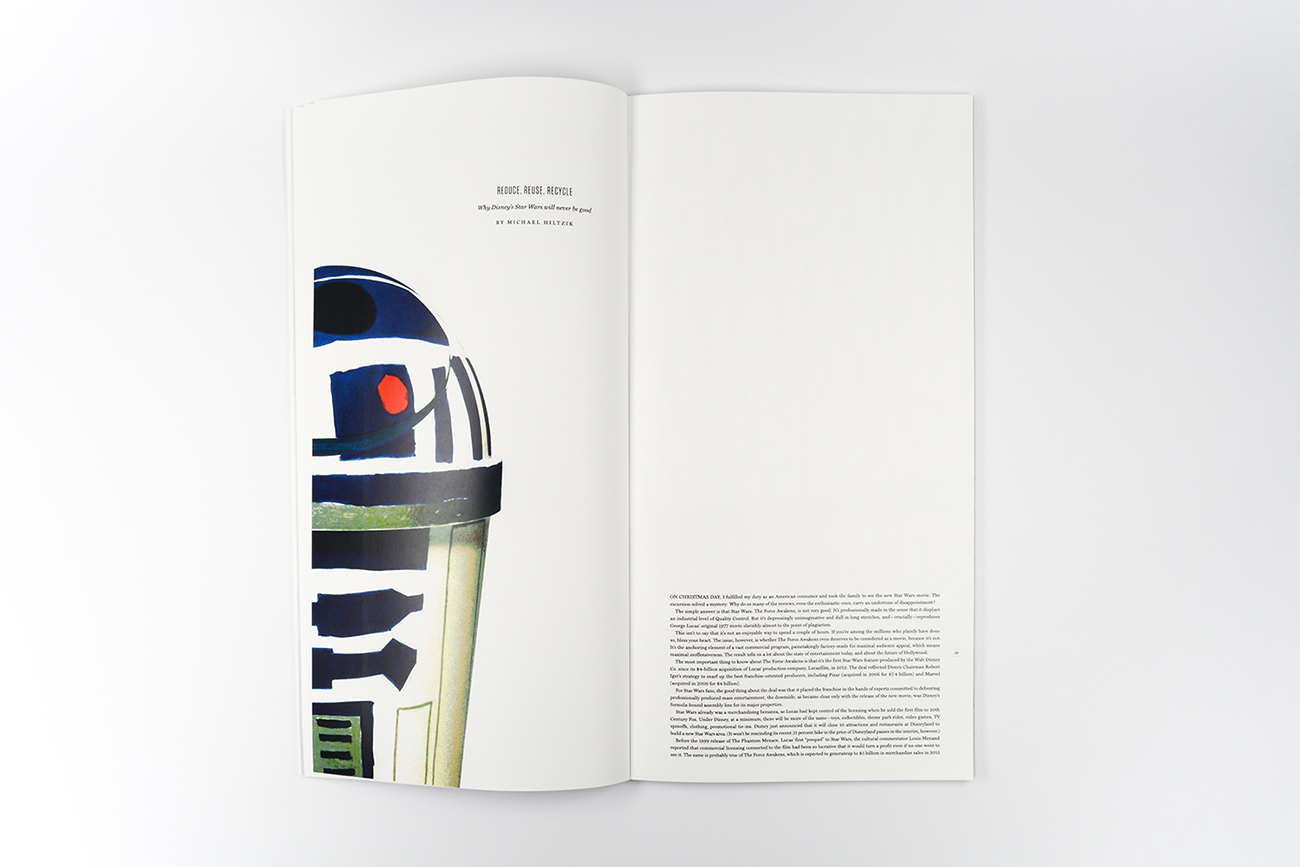 REDUCE, REUSE, RECYCLE
Why Disney's Star Wars will never be good
BY MICHAEL HILTZIK
ON CHRISTMAS DAY, I fulfilled my duty as an American consumer and took the family to see the new Star Wars movie. The
excursion solved a mystery: Why do so many of the reviews, even the enthusiastic ones, carry an undertone of disappointment?
The simple answer is that Star Wars: The Force Awakens, is not very good. It's professionally made in the sense that it displays
an industrial level of Quality Control. But it's depressingly unimaginative and dull in long stretches, and—crucially—reproduces
George Lucas' original 1977 movie slavishly almost to the point of plagiarism.
This isn't to say that it's not an enjoyable way to spend a couple of hours. If you're among the millions who plainly have done
so, bless your heart. The issue, however, is whether The Force Awakens even deserves to be considered as a movie, because it's not.
It's the anchoring element of a vast commercial program, painstakingly factory-made for maximal audience appeal, which means
maximal inoffensiveness. The result tells us a lot about the state of entertainment today, and about the future of Hollywood.
The most important thing to know about The Force Awakens is that it's the first Star Wars feature produced by the Walt Disney
Co. since its $4-billion acquisition of Lucas' production company, Lucasfilm, in 2012. The deal reflected Disney Chairman Robert
Iger's strategy to snarf up the best franchise-oriented producers, including Pixar (acquired in 2006 for $7.4 billion) and Marvel
(acquired in 2009 for $4 billion).
For Star Wars fans, the good thing about the deal was that it placed the franchise in the hands of experts committed to delivering
professionally produced mass entertainment, the downside, as became clear only with the release of the new movie, was Disney's
formula-bound assembly line for its major properties.
Star Wars already was a merchandising bonanza, as Lucas had kept control of the licensing when he sold the first films to 20th
Century Fox. Under Disney, at a minimum, there will be more of the same—toys, collectibles, theme park rides, video games, TV
spinoffs, clothing, promotional tie-ins. Disney just announced that it will close 10 attractions and restaurants at Disneyland to
build a new Star Wars area. (It won't be rescinding its recent 21 percent hike in the price of Disneyland passes in the interim, however.)
Before the 1999 release of The Phantom Menace, Lucas' first "prequel" to Star Wars, the cultural commentator Louis Menand
reported that commercial licensing connected to the film had been so lucrative that it would turn a profit even if no one went to
see it. The same is probably true of The Force Awakens, which is expected to generateup to $5 billion in merchandise sales in 2015